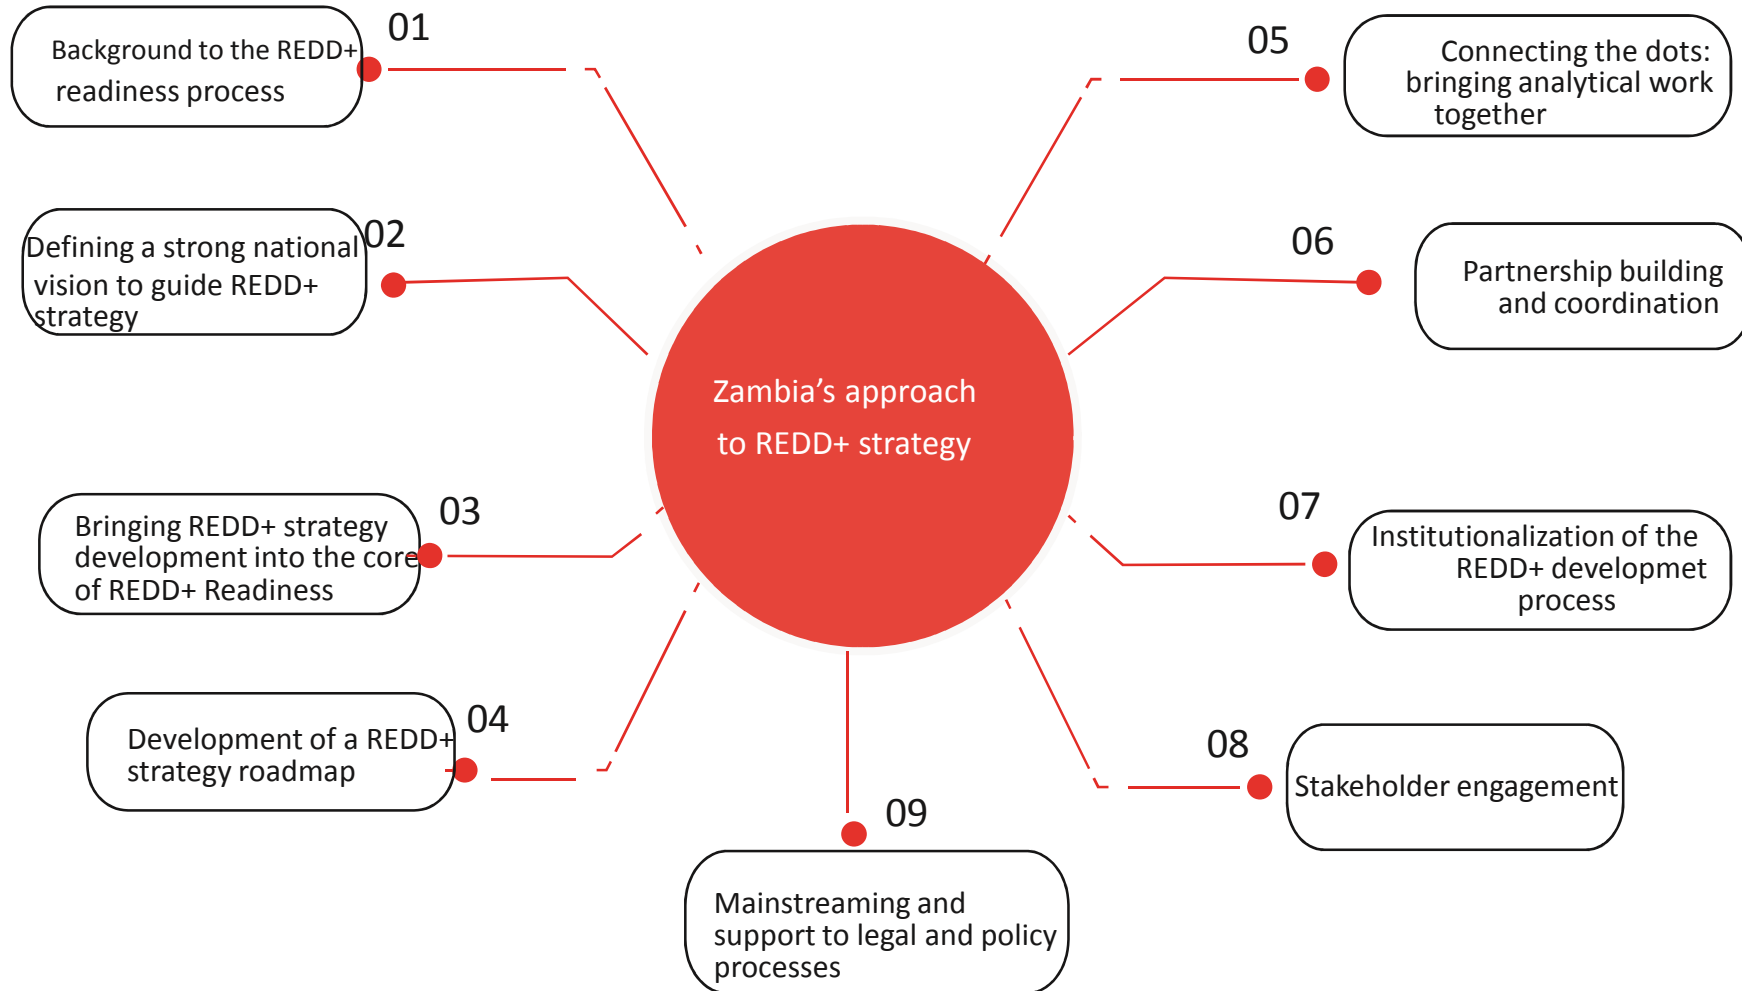 01
Background to the REDD+
readiness process
02
Defining a strong national
vision to guide REDD+
strategy
03
Bringing REDD+ strategy
development into the core
of REDD+ Readiness
04
Development of a REDD+
strategy roadmap
Zambia’s approach
to REDD+ strategy
05
Connecting the dots:
bringing analytical work
together
06
Partnership building
and coordination
07
Institutionalization of the
REDD+ developmet
process
08
Stakeholder engagement
09
Mainstreaming and
support to legal and policy
processes